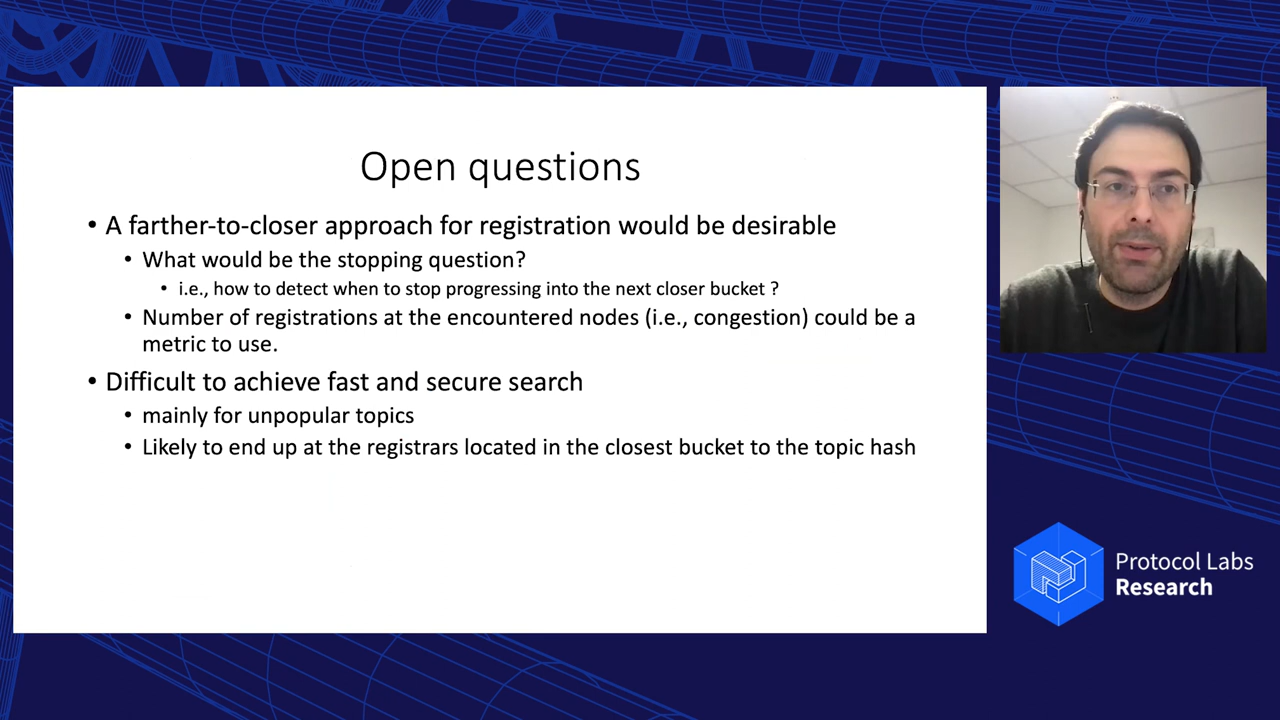 Open questions
• A farther-to-closer approach for registration would be desirable
• What would be the stopping question?
• i.e., how to detect when to stop progressing into the next closer bucket ?
• Number of registrations at the encountered nodes (i.e., congestion) could be a
metric to use.
• Difficult to achieve fast and secure search
• mainly for unpopular topics
• Likely to end up at the registrars located in the closest bucket to the topic hash
Protocol Labs
Research